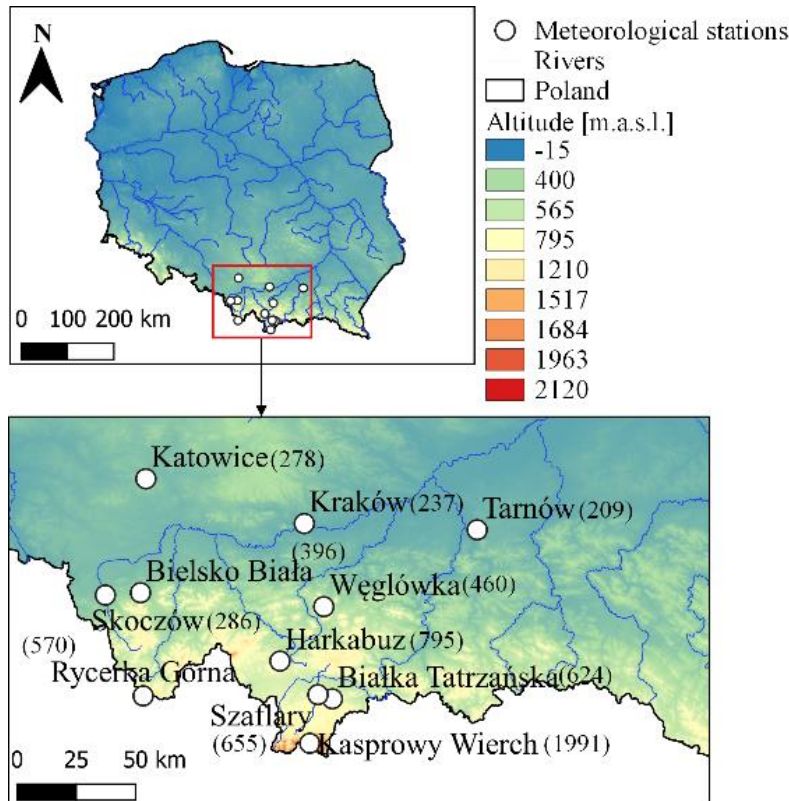 N
0 100 200 km
Meteorological stations
Rivers
Poland
Altitude [m.a.s.l.]
-15
400
565
795
1210
1517
1684
1963
2120
Katowice (278)
Kraków (237)
Tarnów (209)
(396)
Bielsko Biała
Węglówka (460)
Skoczów (286)
(570)
Harkabuz (795)
Rycerka Górna
Białka Tatrzańska (624)
Szaflary
(655)
Kasprowy Wierch (1991)
0 25 50 km